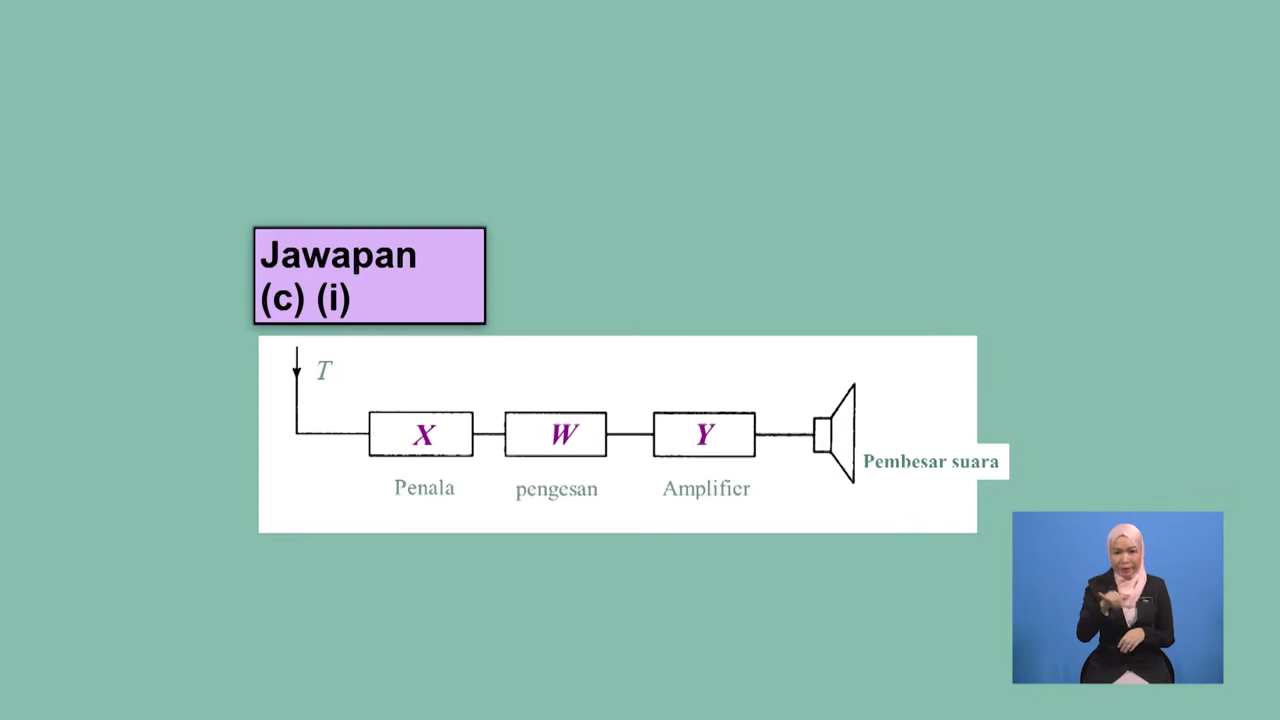 Jawapan
(c) (i)
T
X W Y
Pembesar suara
Penala pengesan Amplifier